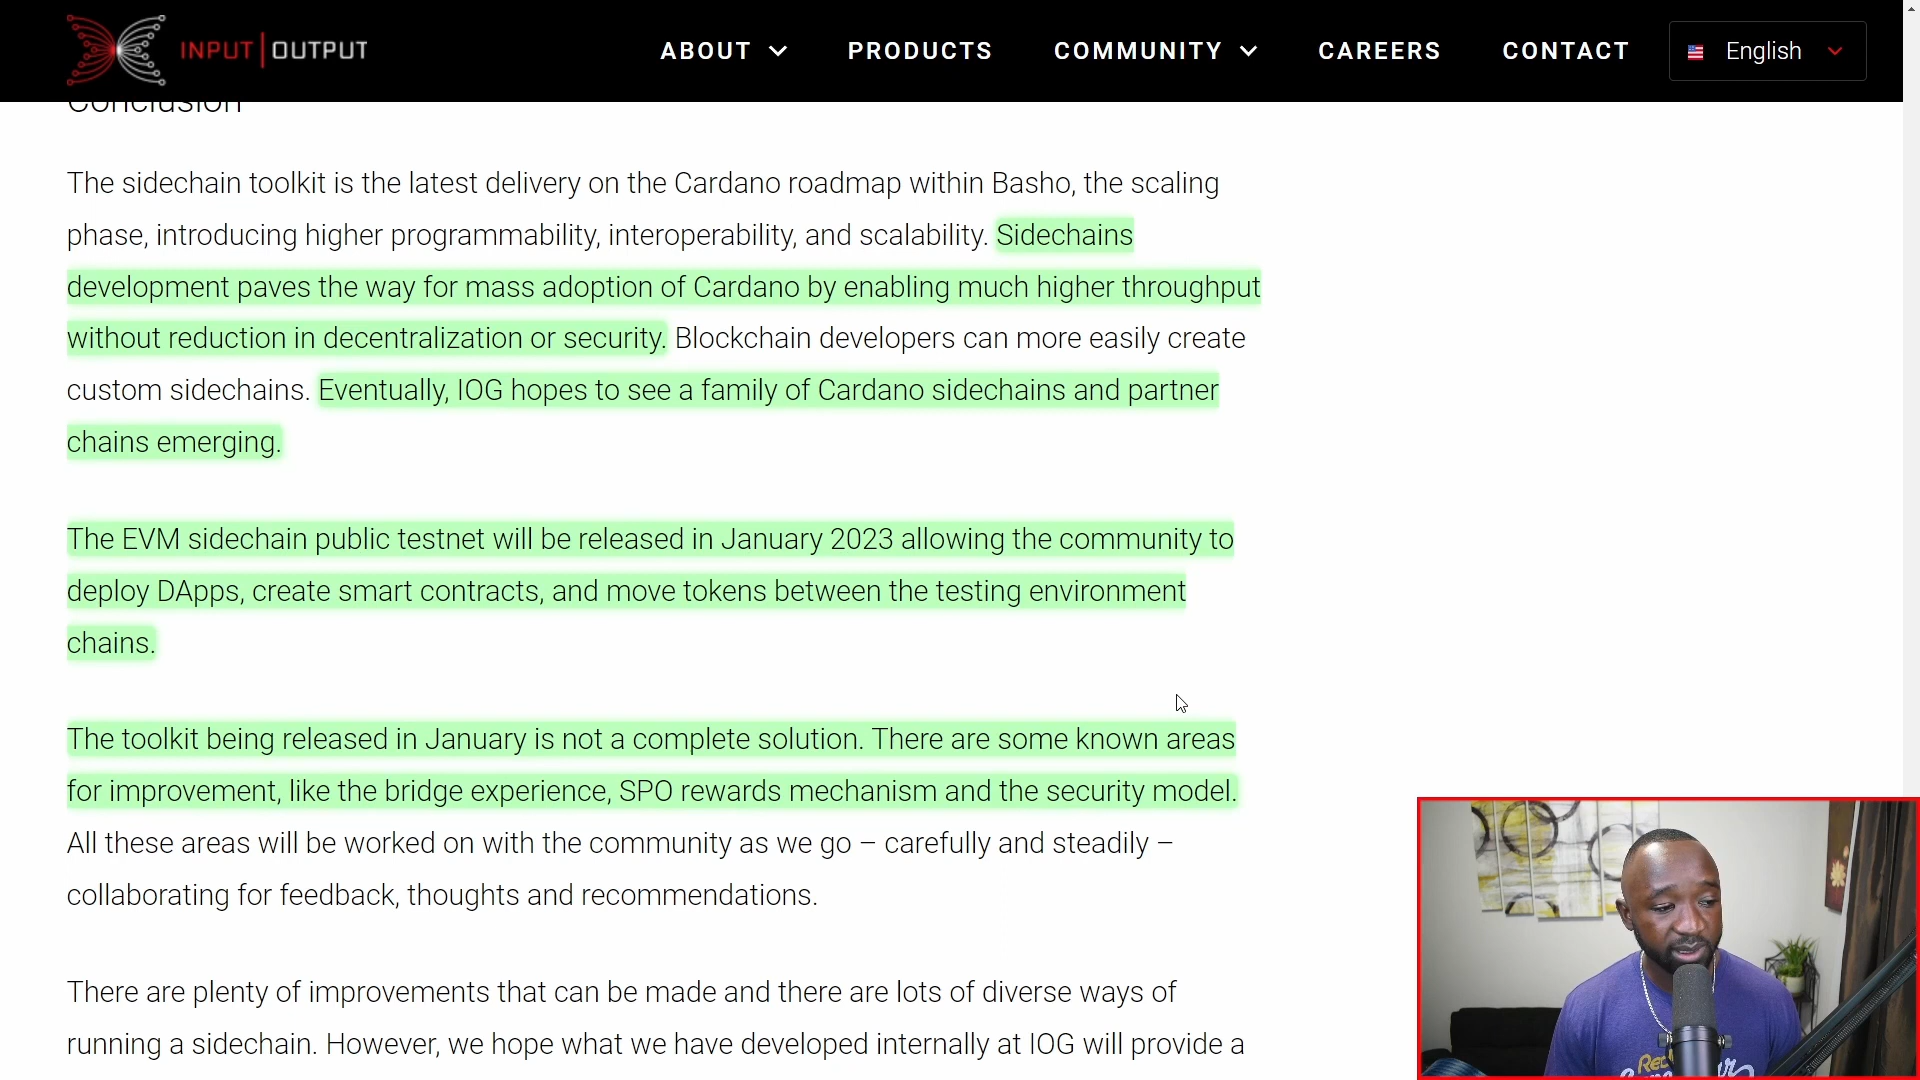 INPUT | OUTPUT
ABOUT
PRODUCTS
COMMUNITY
CAREERS
CONTACT
English
Conclusion
The sidechain toolkit is the latest delivery on the Cardano roadmap within Basho, the scaling
phase, introducing higher programmability, interoperability, and scalability. Sidechains
development paves the way for mass adoption of Cardano by enabling much higher throughput
without reduction in decentralization or security. Blockchain developers can more easily create
custom sidechains. Eventually, IOG hopes to see a family of Cardano sidechains and partner
chains emerging.
The EVM sidechain public testnet will be released in January 2023 allowing the community to
deploy DApps, create smart contracts, and move tokens between the testing environment
chains.
The toolkit being released in January is not a complete solution. There are some known areas
for improvement, like the bridge experience, SPO rewards mechanism and the security model.
All these areas will be worked on with the community as we go – carefully and steadily –
collaborating for feedback, thoughts and recommendations.
There are plenty of improvements that can be made and there are lots of diverse ways of
running a sidechain. However, we hope what we have developed internally at IOG will provide a